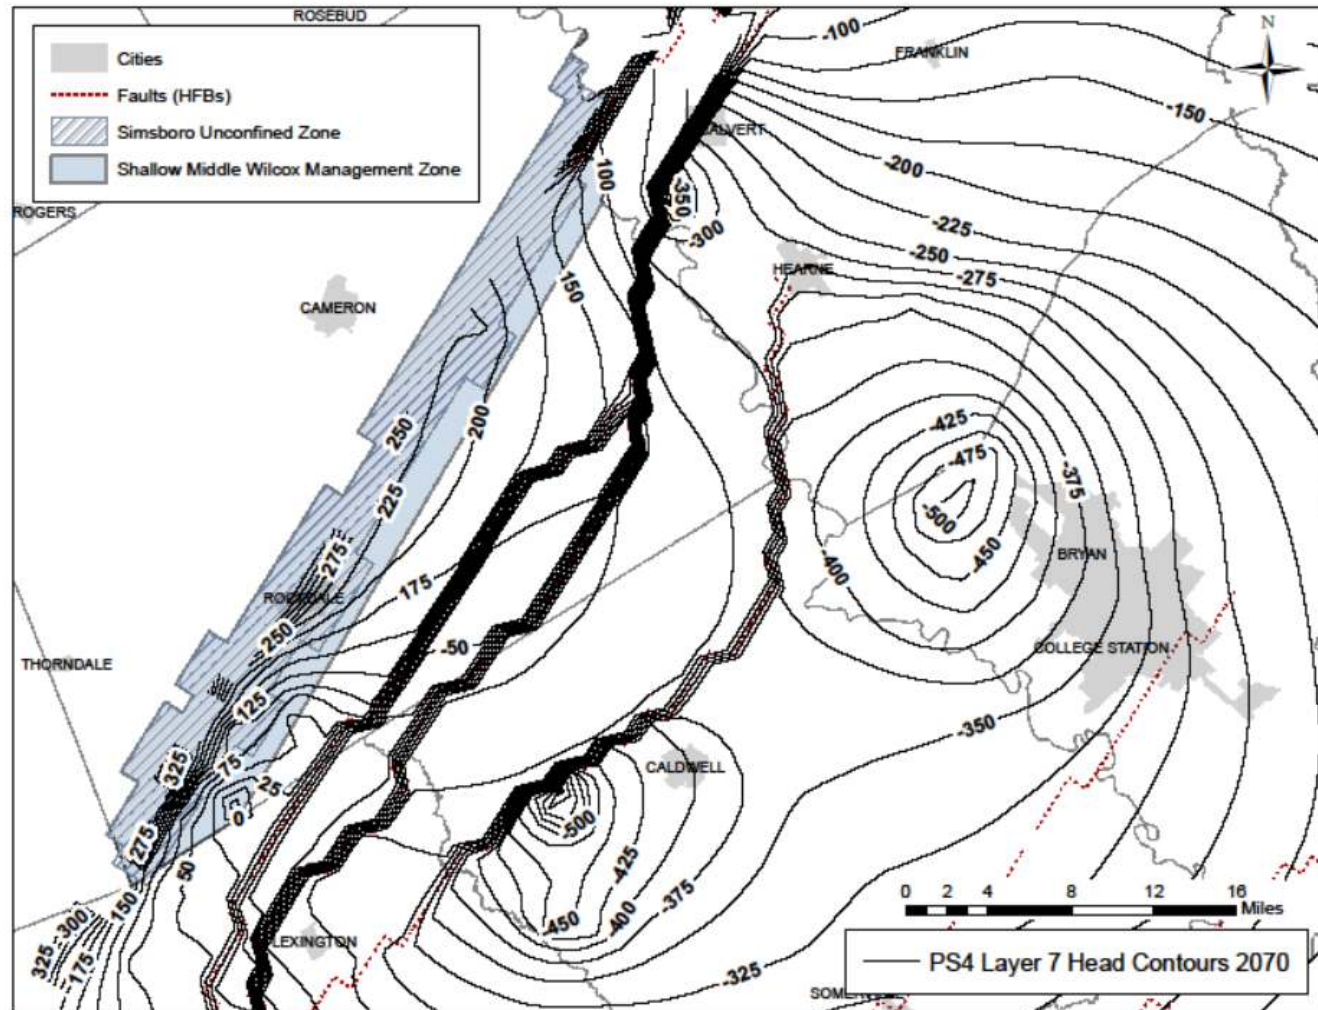 ROSEBUD
N
Cities
Faults (HFBs)
Simsboro Unconfined Zone
Shallow Middle Wilcox Management Zone
-100
FRANKLIN
-150
ROGERS
100
-200
-350
-300
-225
-250
-275
HEARNE
150
CAMERON
200
250
225
-425
-475
-375
-500
-450
-400
BRYAN
275
175
250
THORNDALE
-50
COLLEGE STATION
125
325
75
25
0
-350
CALDWELL
-500
275
50
-425
-450
-400
-375
150
300
325
175
LEXINGTON
-325
0 2 4 8 12 16
Miles
PS4 Layer 7 Head Contours 2070